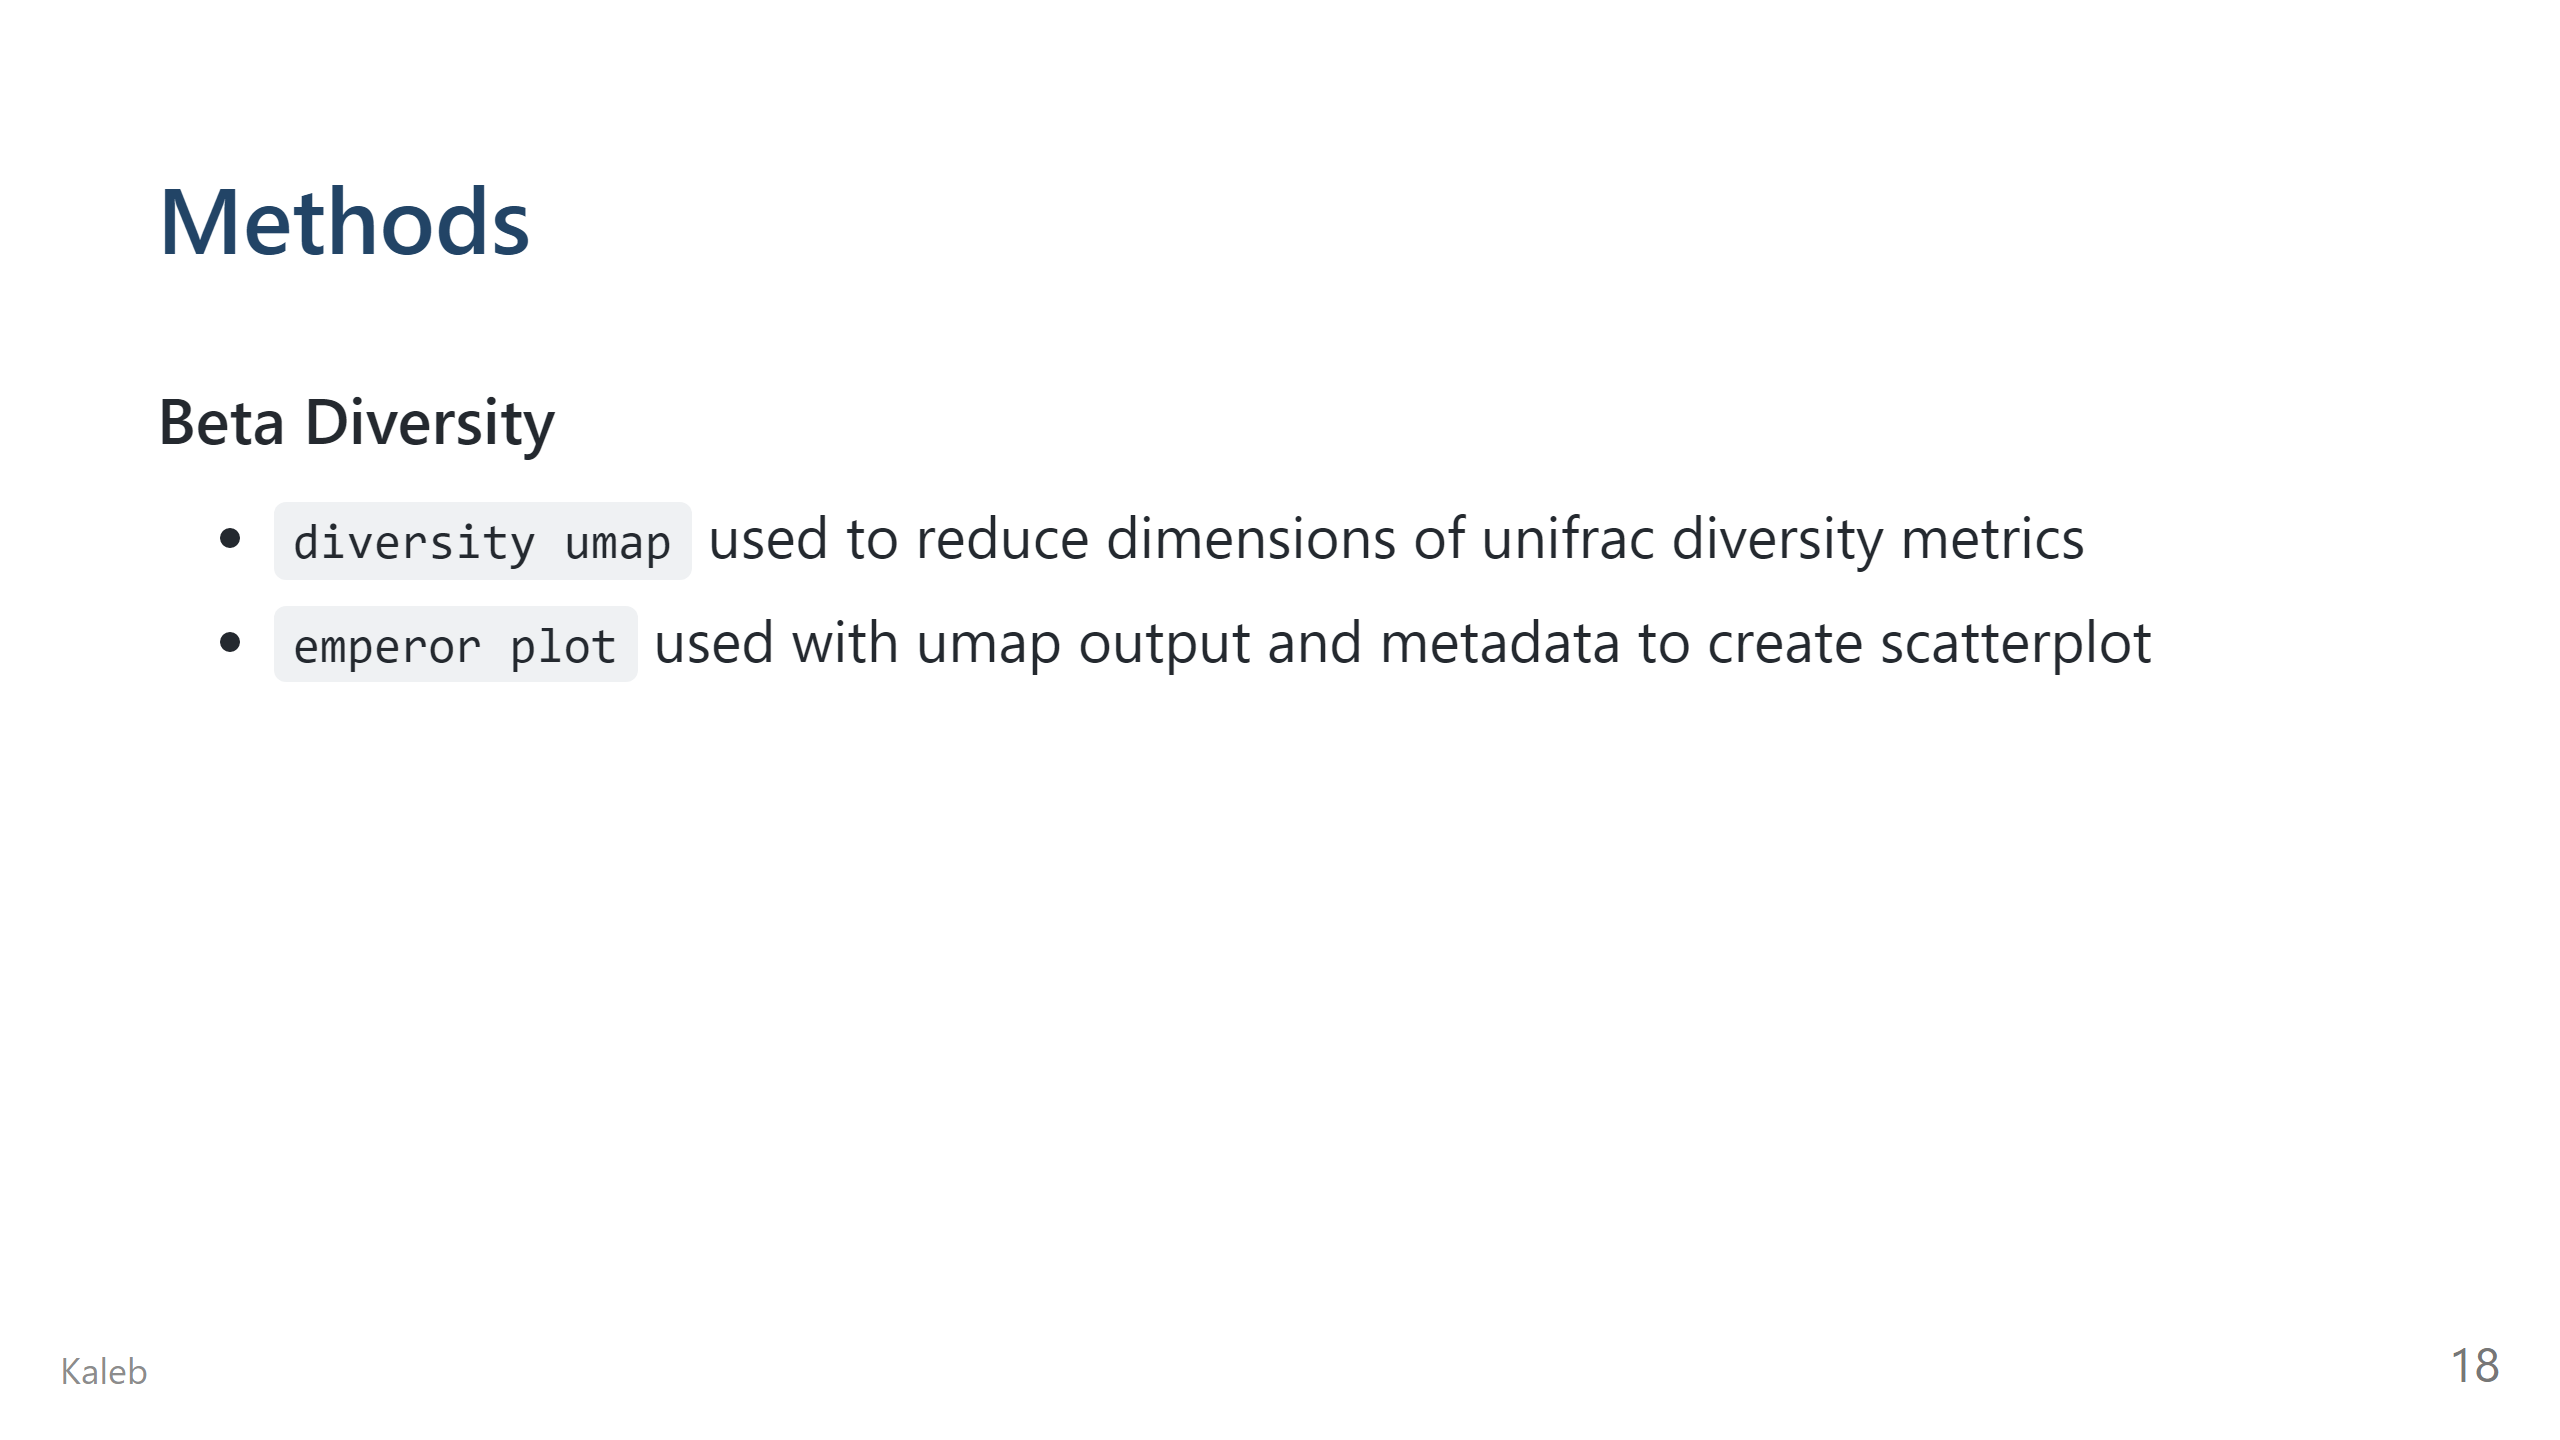 Methods
Beta Diversity
• diversity umap used to reduce dimensions of unifrac diversity metrics
• emperor plot used with umap output and metadata to create scatterplot
Kaleb
18